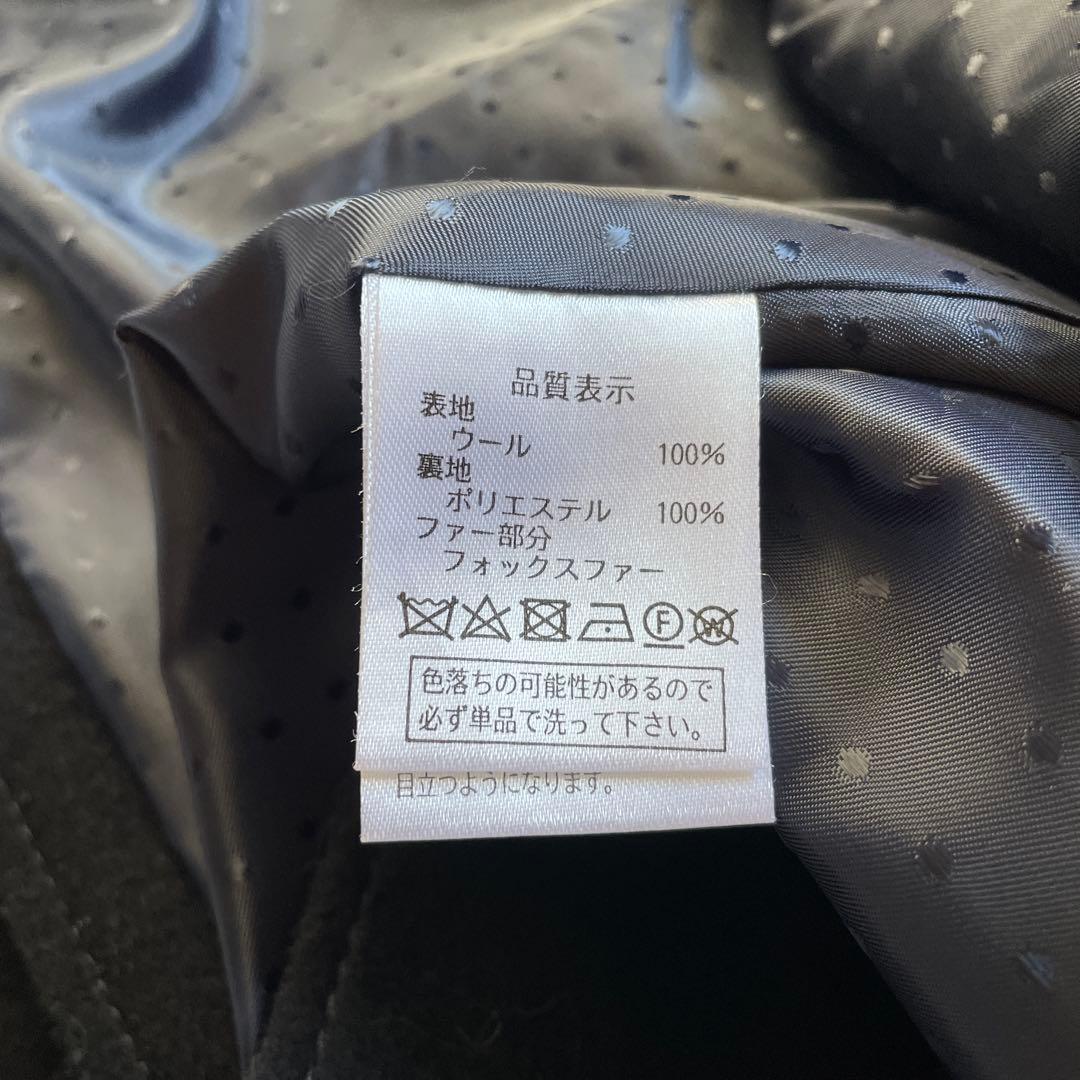 品質表示
表地
ウール 100%
裏地
ポリエステル 100%
ファー部分
フォックスファー
F W
色落ちの可能性があるので
必ず単品で洗って下さい。
目立つようになります。